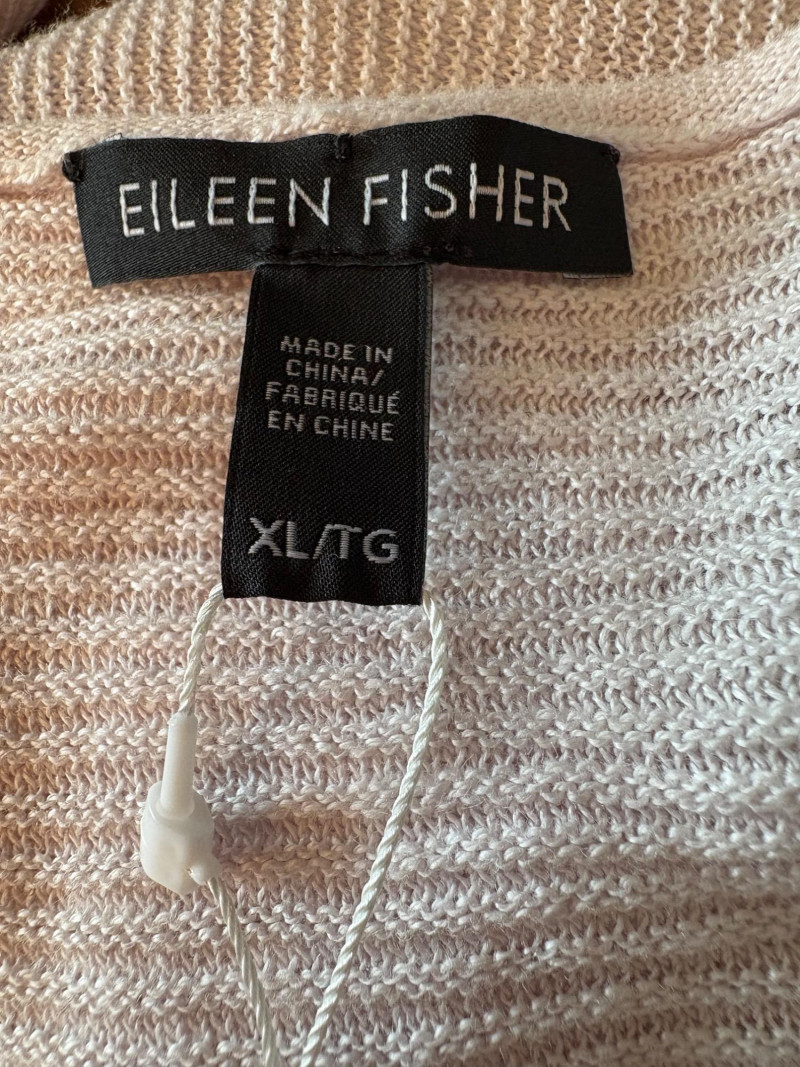 EILEEN FISHER
MADE IN
CHINA/
FABRIQUÉ
EN CHINE
XL/TG